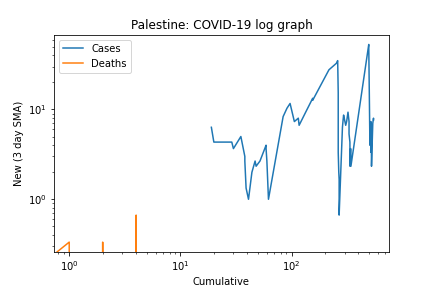 Palestine: COVID-19 log graph
Cases
Deaths
New (3 day SMA)
10¹
10⁰
10⁰ 10¹ 10²
Cumulative